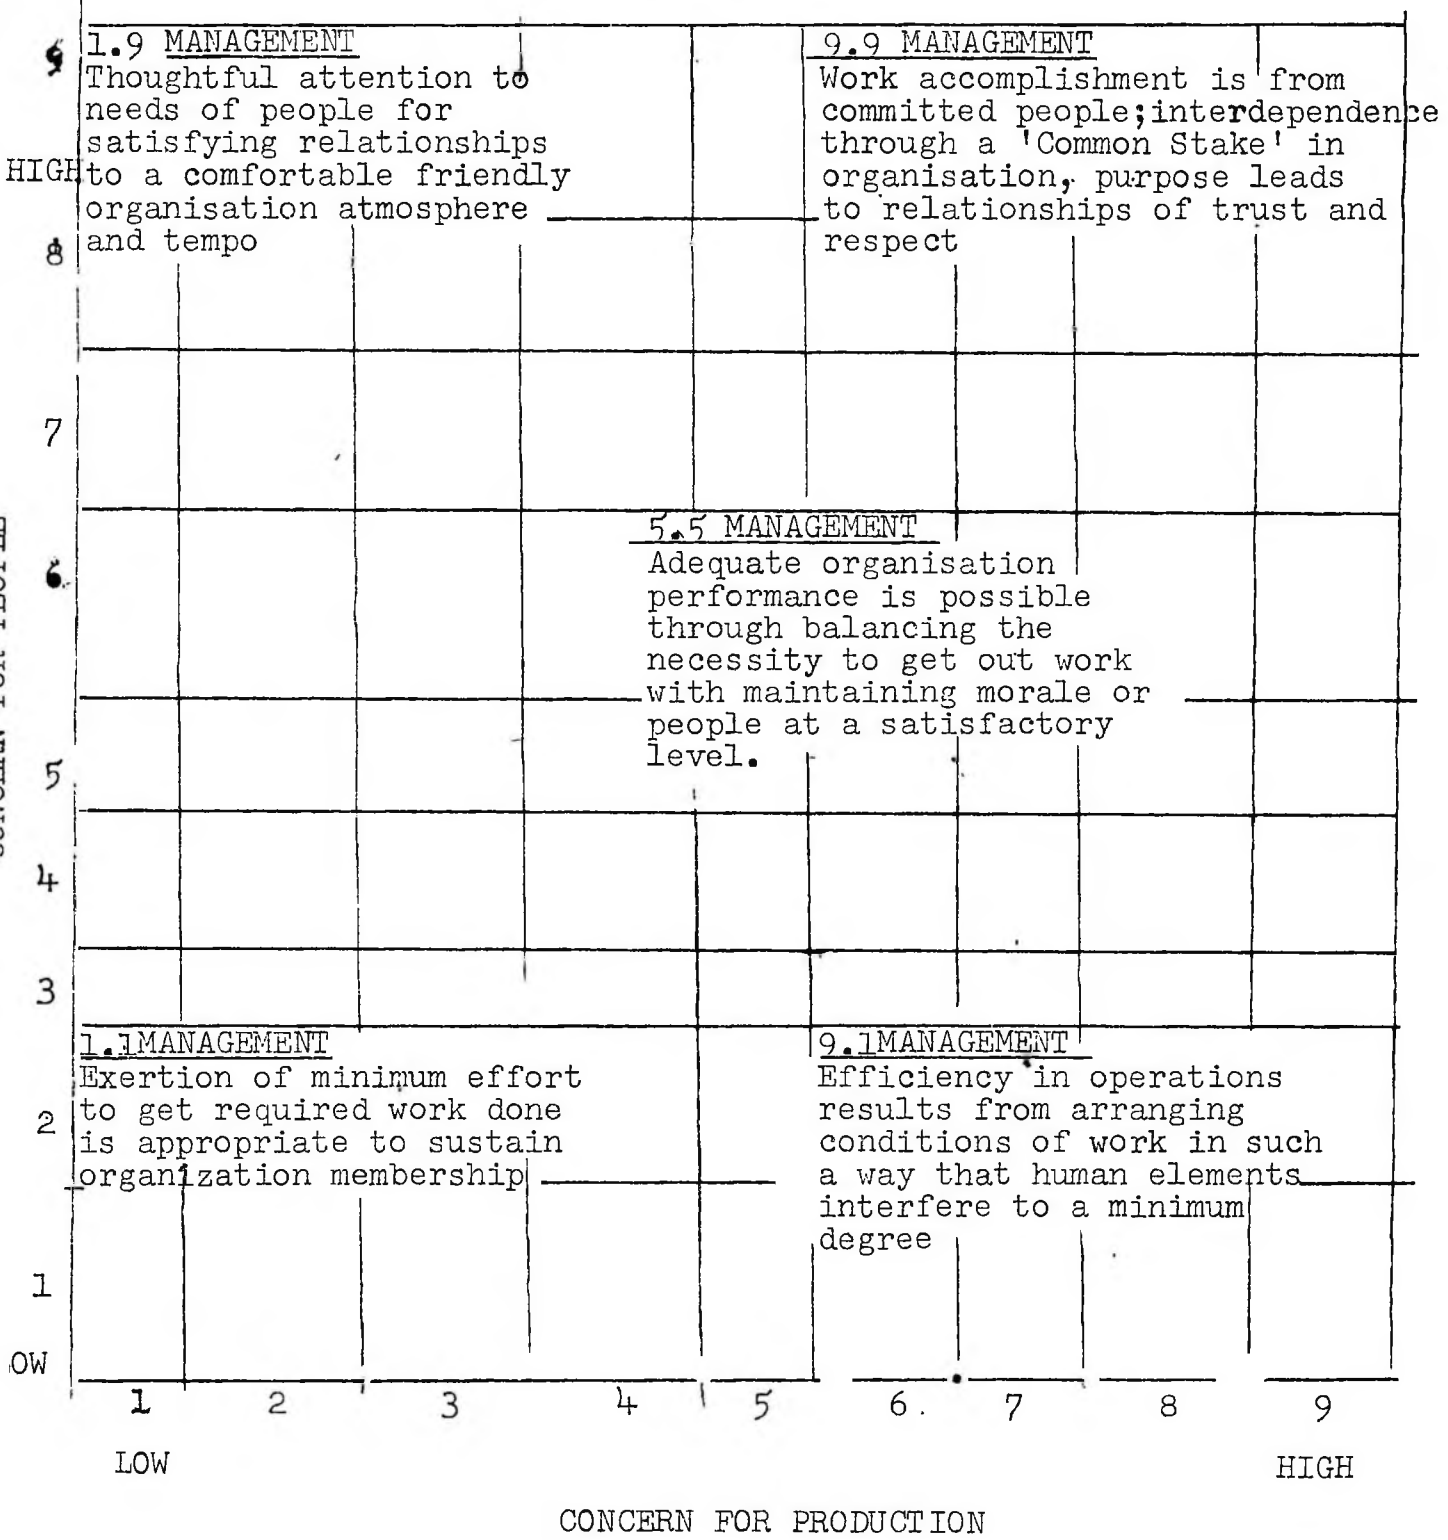 1.9 MANAGEMENT
Thoughtful attention to
needs of people for
satisfying relationships
to a comfortable friendly
organisation atmosphere
and tempo
9.9 MANAGEMENT
Work accomplishment is from
committed people;interdependence
through a 'Common Stake' in
organisation, purpose leads
to relationships of trust and
respect
5.5 MANAGEMENT
Adequate organisation
performance is possible
through balancing the
necessity to get out work
with maintaining morale or
people at a satisfactory
level.
1.1MANAGEMENT
Exertion of minimum effort
to get required work done
is appropriate to sustain
organization membership
9.1MANAGEMENT
Efficiency in operations
results from arranging
conditions of work in such
a way that human elements
interfere to a minimum
degree
9
HIGH
8
7
6
5
4
3
2
1
OW
1 2 3 4 5 6. 7 8 9
LOW HIGH
CONCERN FOR PRODUCTION